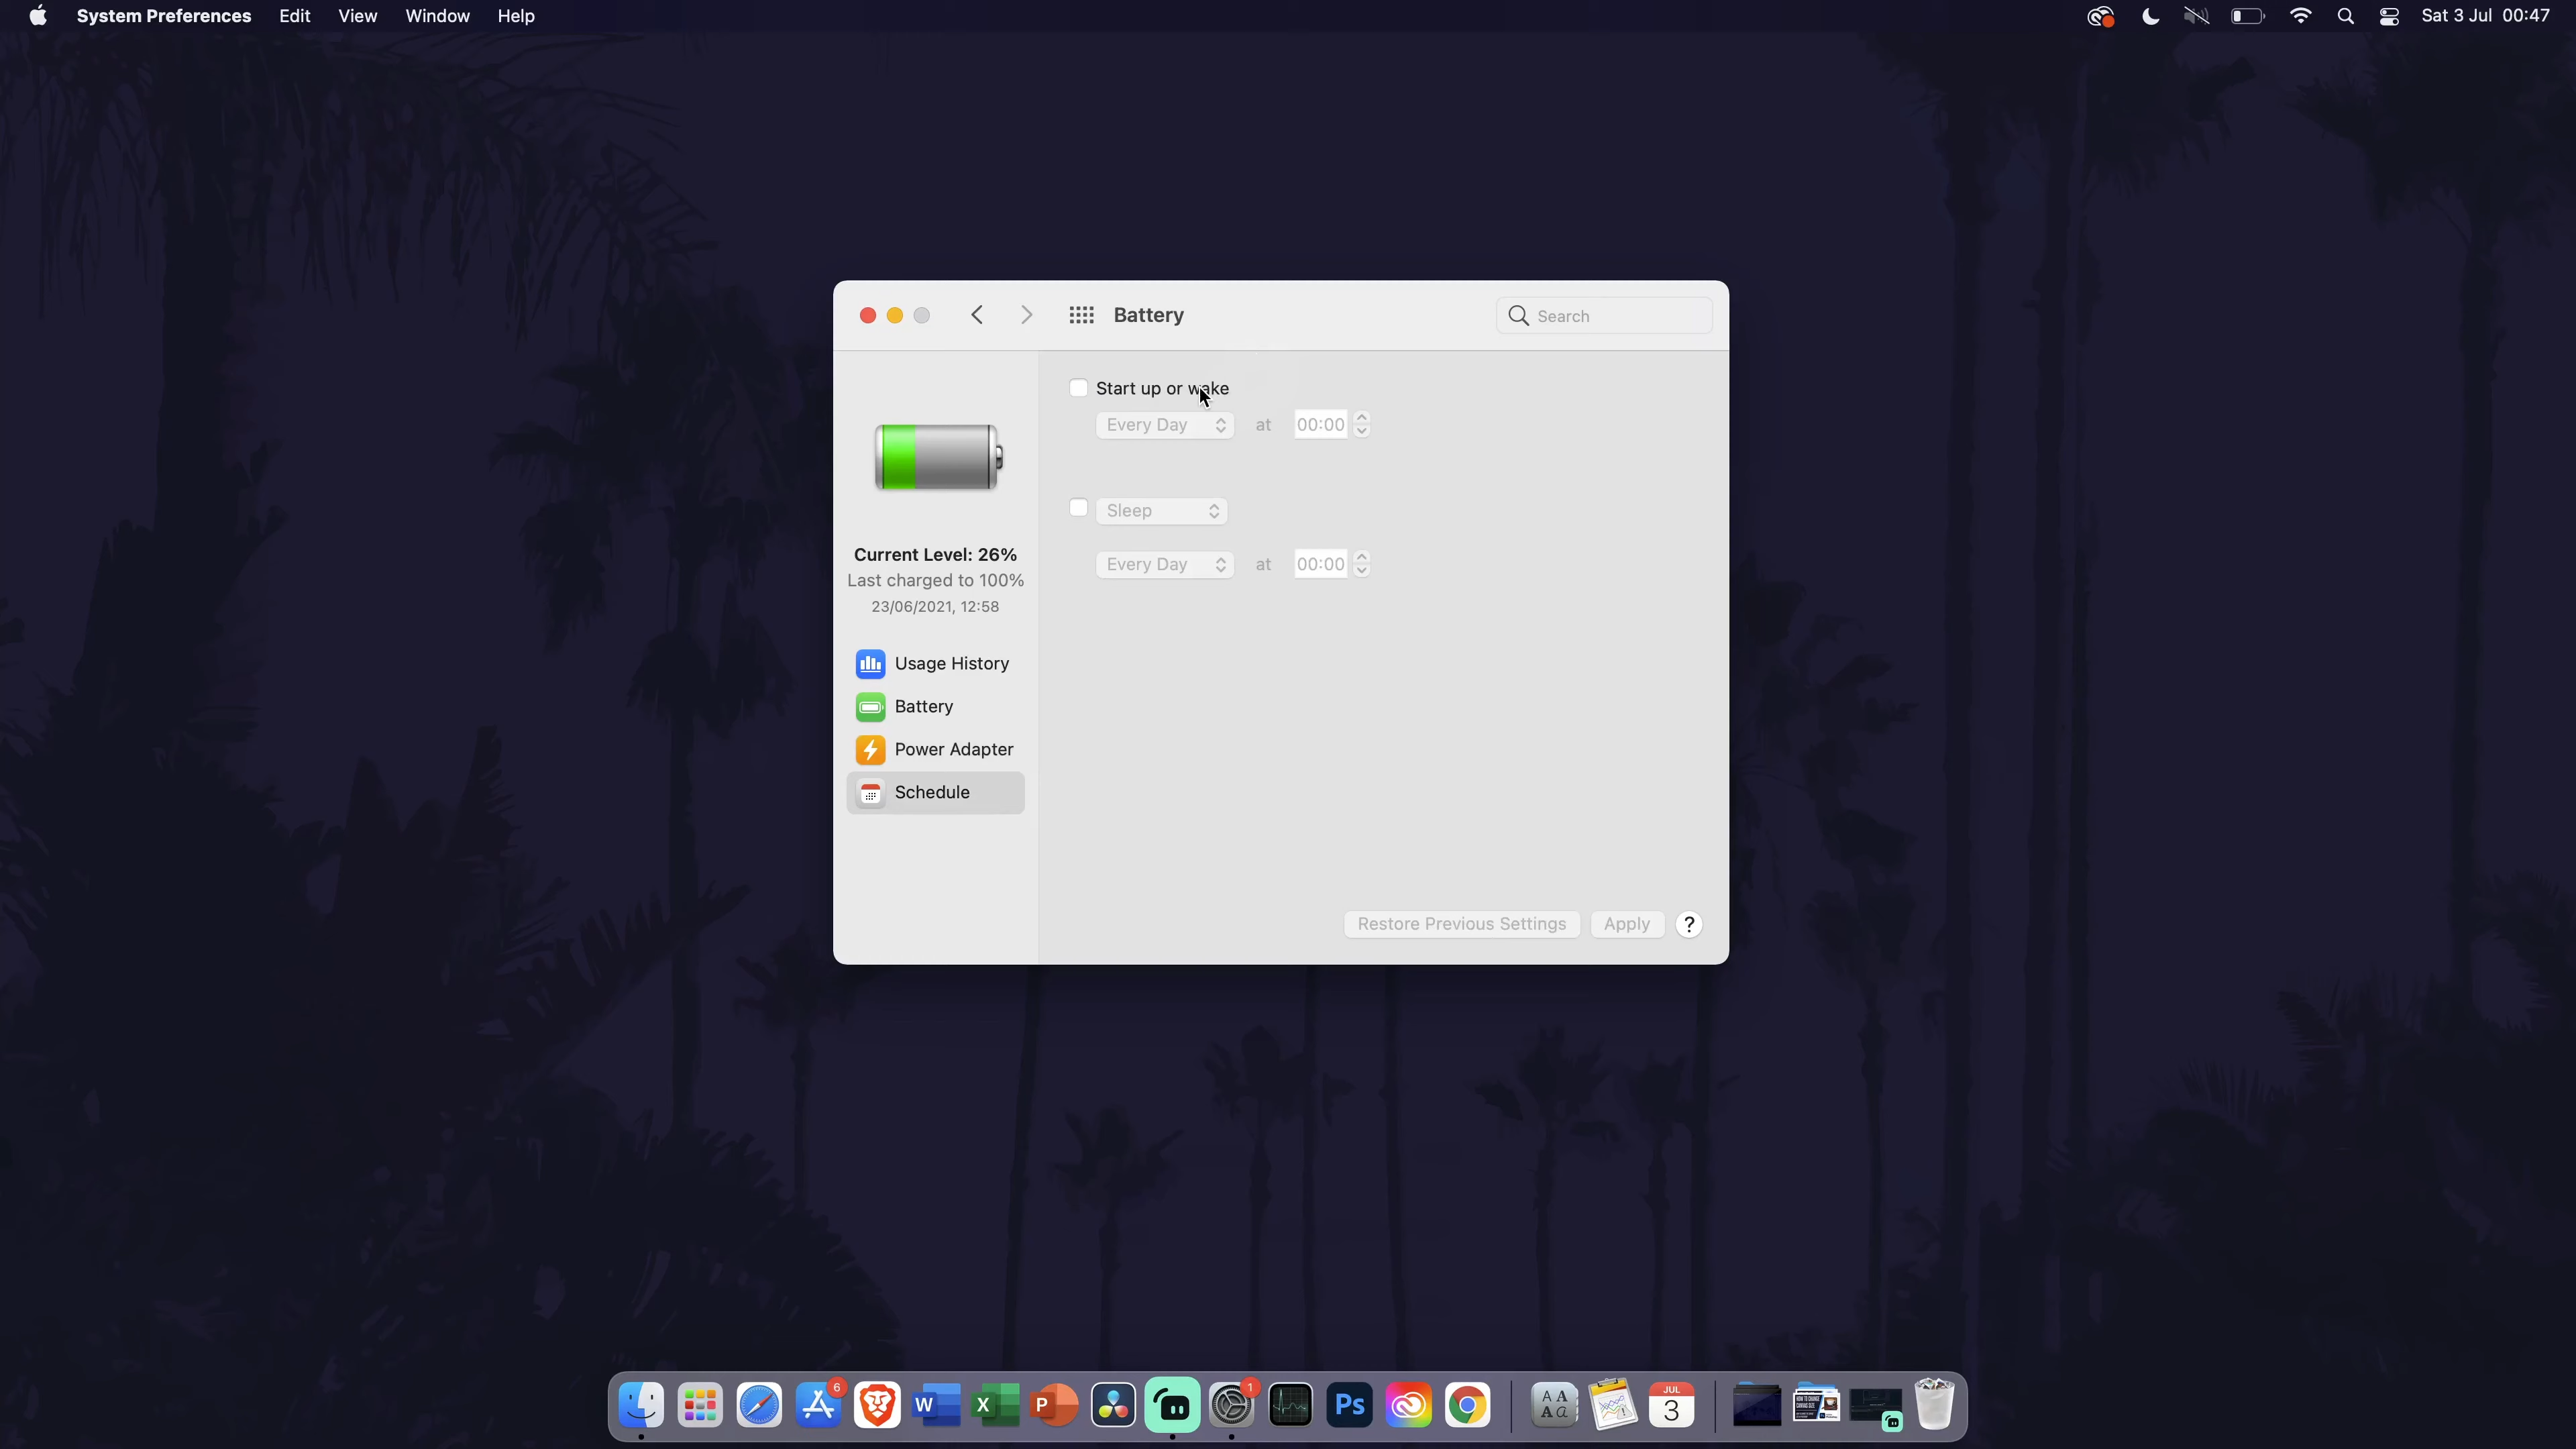 System Preferences Edit View Window Help Sat 3 Jul 00:47
Battery Search
Start up or wake
Every Day at 00:00
Sleep
Every Day at 00:00
Current Level: 26%
Last charged to 100%
23/06/2021, 12:58
Usage History
Battery
Power Adapter
Schedule
Restore Previous Settings Apply ?
6 W X P 1 Ps A A A a JUL 3